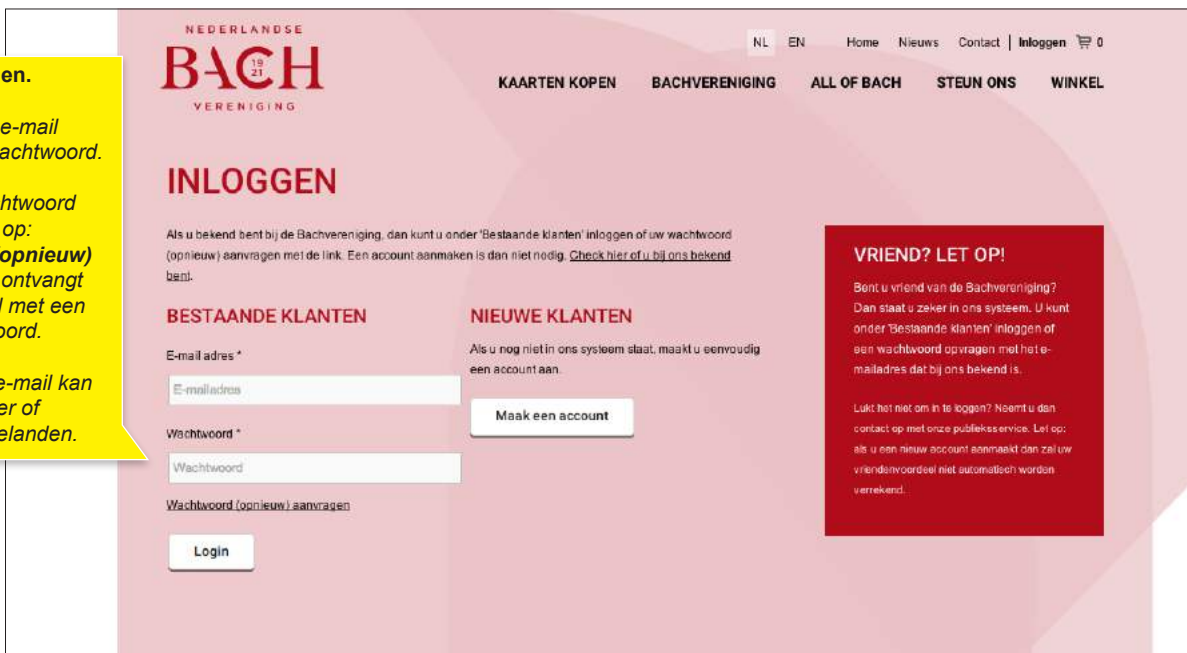 NEDERLANDSE
BACH
19
21
VERENIGING
NL EN Home Nieuws Contact | Inloggen 0
KAARTEN KOPEN BACHVERENIGING ALL OF BACH STEUN ONS WINKEL
en.
e-mail
achtwoord.
htwoord
op:
(opnieuw)
ontvangt
l met een
oord.
e-mail kan
er of
elanden.
INLOGGEN
Als u bekend bent bij de Bachvereniging, dan kunt u onder 'Bestaande klanten' inloggen of uw wachtwoord
(opnieuw) aanvragen met de link. Een account aanmaken is dan niet nodig. Check hier of u bij ons bekend
bent.
BESTAANDE KLANTEN
E-mail adres *
E-mailadres
Wachtwoord *
Wachtwoord
Wachtwoord (opnieuw) aanvragen
Login
NIEUWE KLANTEN
Als u nog niet in ons systeem staat, maakt u eenvoudig
een account aan.
Maak een account
VRIEND? LET OP!
Bent u vriend van de Bachvereniging?
Dan staat u zeker in ons systeem. U kunt
onder 'Bestaande klanten' inloggen of
een wachtwoord opvragen met het e-
mailadres dat bij ons bekend is.
Lukt het niet om in te loggen? Neemt u dan
contact op met onze publieksservice. Let op:
als u een nieuw account aanmaakt dan zal uw
vriendenvoordeel niet automatisch worden
verrekend.